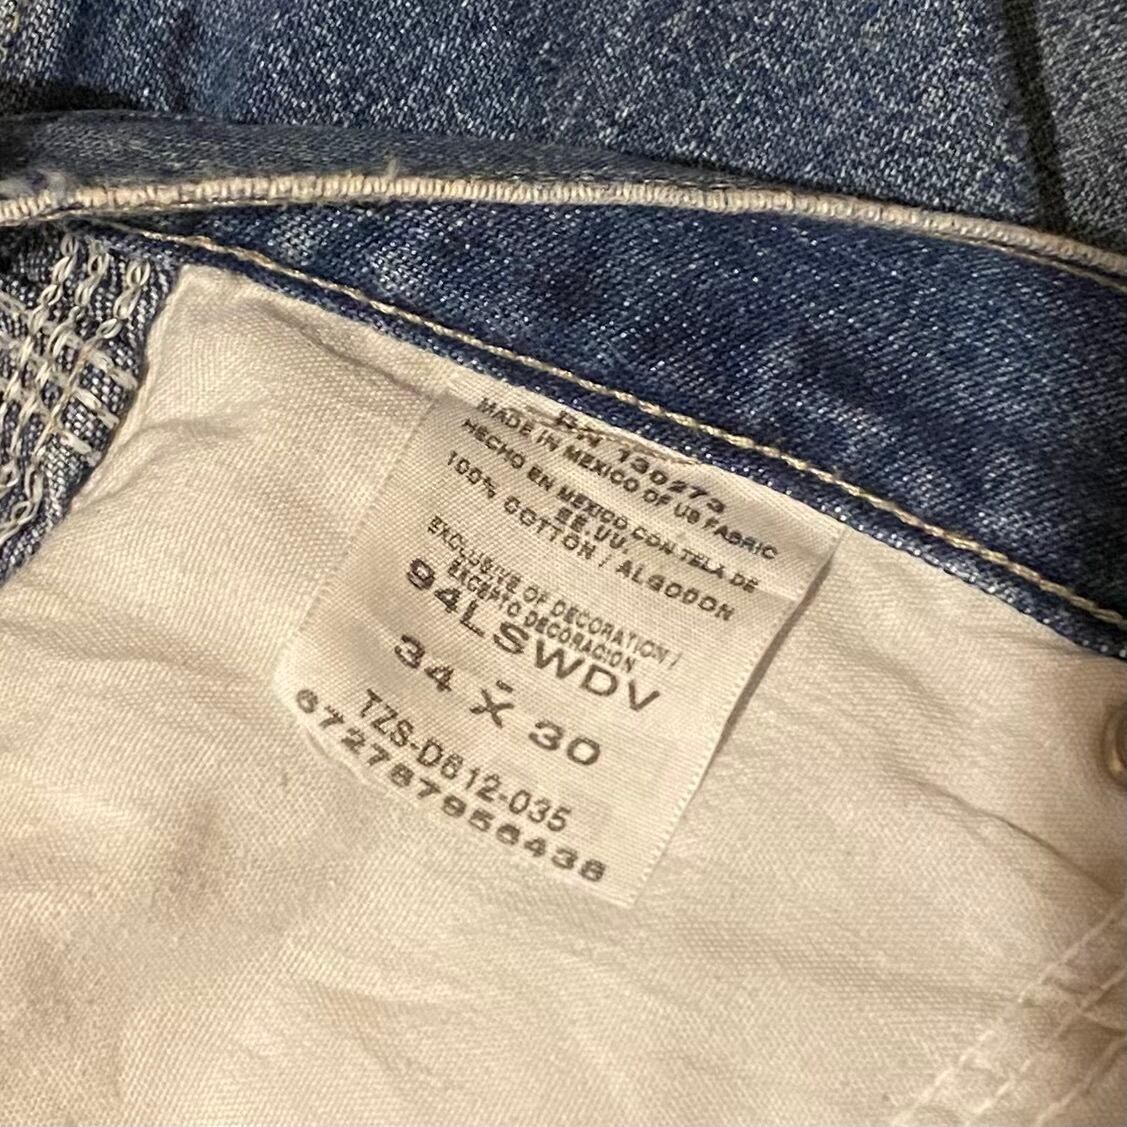 RN 130273
MADE IN MEXICO OF US FABRIC
HECHO EN MEXICO CON TELA DE
EE.UU.
100% COTTON / ALGODON
EXCLUSIVE OF DECORATION /
EXCEPTO DECORACION
94LSWDV
34 X 30
TZS-D612-035
672787956438